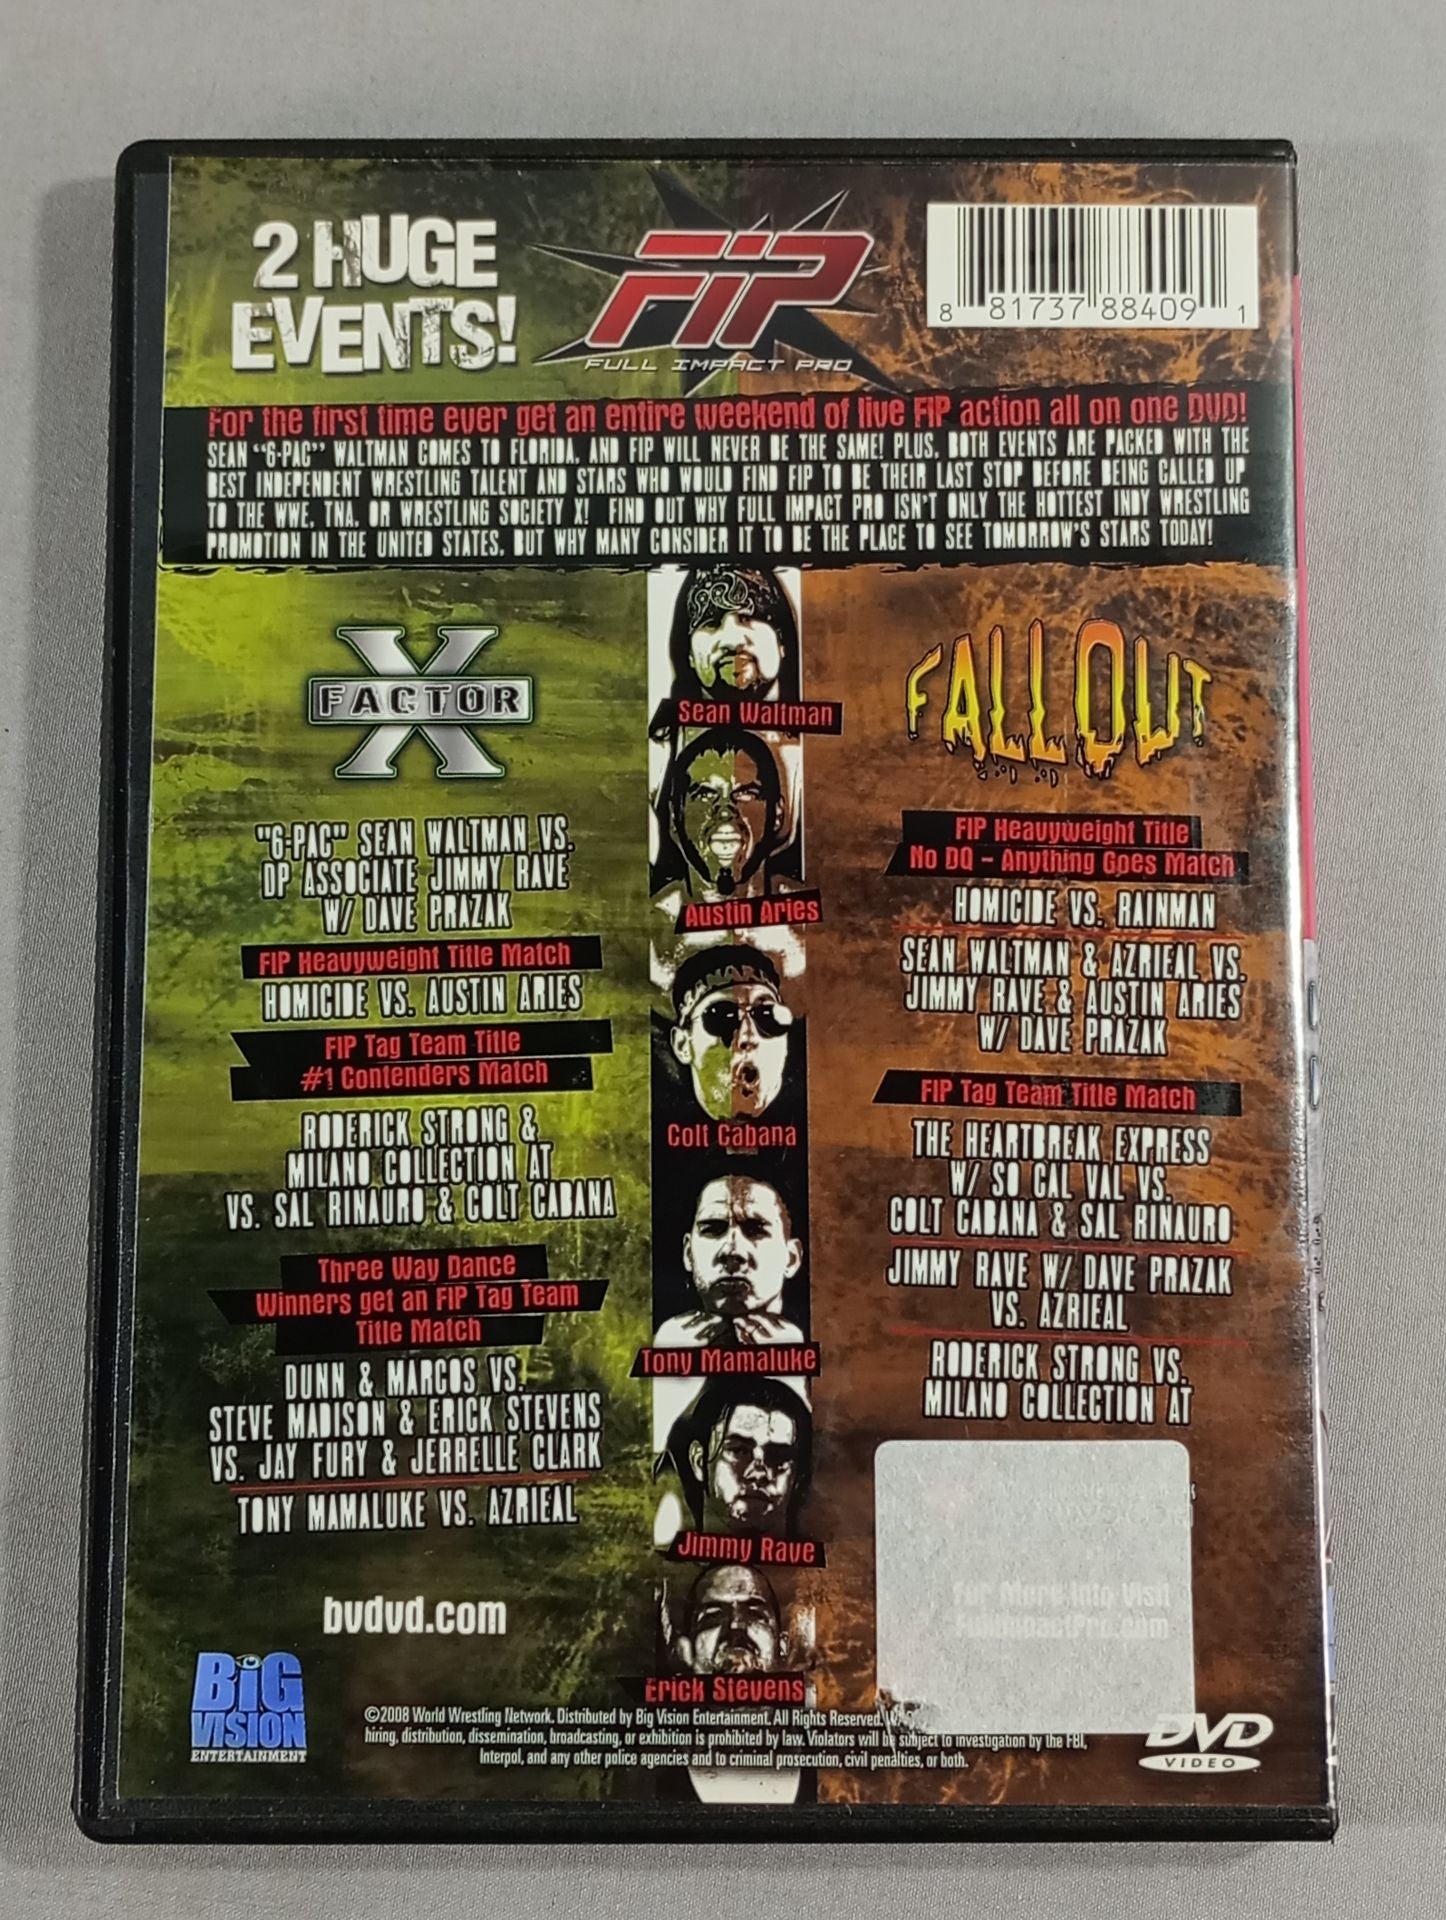 2 HUGE
EVENTS!
FIP
FULL IMPACT PRO
8 81737 88409 1
For the first time ever get an entire weekend of live FIP action all on one DVD!
SEAN "6-PAC" WALTMAN COMES TO FLORIDA, AND FIP WILL NEVER BE THE SAME! PLUS, BOTH EVENTS ARE PACKED WITH THE
BEST INDEPENDENT WRESTLING TALENT AND STARS WHO WOULD FIND FIP TO BE THEIR LAST STOP BEFORE BEING CALLED UP
TO THE WWE, TNA, OR WRESTLING SOCIETY X! FIND OUT WHY FULL IMPACT PRO ISN'T ONLY THE HOTTEST INDY WRESTLING
PROMOTION IN THE UNITED STATES, BUT WHY MANY CONSIDER IT TO BE THE PLACE TO SEE TOMORROW'S STARS TODAY!
X
FACTOR
"6-PAC" SEAN WALTMAN VS.
DP ASSOCIATE JIMMY RAVE
W/ DAVE PRAZAK
FIP Heavyweight Title Match
HOMICIDE VS. AUSTIN ARIES
FIP Tag Team Title
#1 Contenders Match
RODERICK STRONG &
MILANO COLLECTION AT
VS. SAL RINAURO & COLT CABANA
Three Way Dance
Winners get an FIP Tag Team
Title Match
DUNN & MARCOS VS.
STEVE MADISON & ERICK STEVENS
VS. JAY FURY & JERRELLE CLARK
TONY MAMALUKE VS. AZRIEAL
Sean Waltman
Austin Aries
Colt Cabana
Tony Mamaluke
Jimmy Rave
Erick Stevens
FALLOUT
FIP Heavyweight Title
No DQ - Anything Goes Match
HOMICIDE VS. RAINMAN
SEAN WALTMAN & AZRIEAL VS.
JIMMY RAVE & AUSTIN ARIES
W/ DAVE PRAZAK
FIP Tag Team Title Match
THE HEARTBREAK EXPRESS
W/ SO CAL VAL VS.
COLT CABANA & SAL RINAURO
JIMMY RAVE W/ DAVE PRAZAK
VS. AZRIEAL
RODERICK STRONG VS.
MILANO COLLECTION AT
For More Info Visit
FullImpactPro.com
bvdvd.com
BIG
VISION
ENTERTAINMENT
©2008 World Wrestling Network. Distributed by Big Vision Entertainment. All Rights Reserved.
hiring, distribution, dissemination, broadcasting, or exhibition is prohibited by law. Violators will be subject to investigation by the FBI,
Interpol, and any other police agencies and to criminal prosecution, civil penalties, or both.
DVD
VIDEO